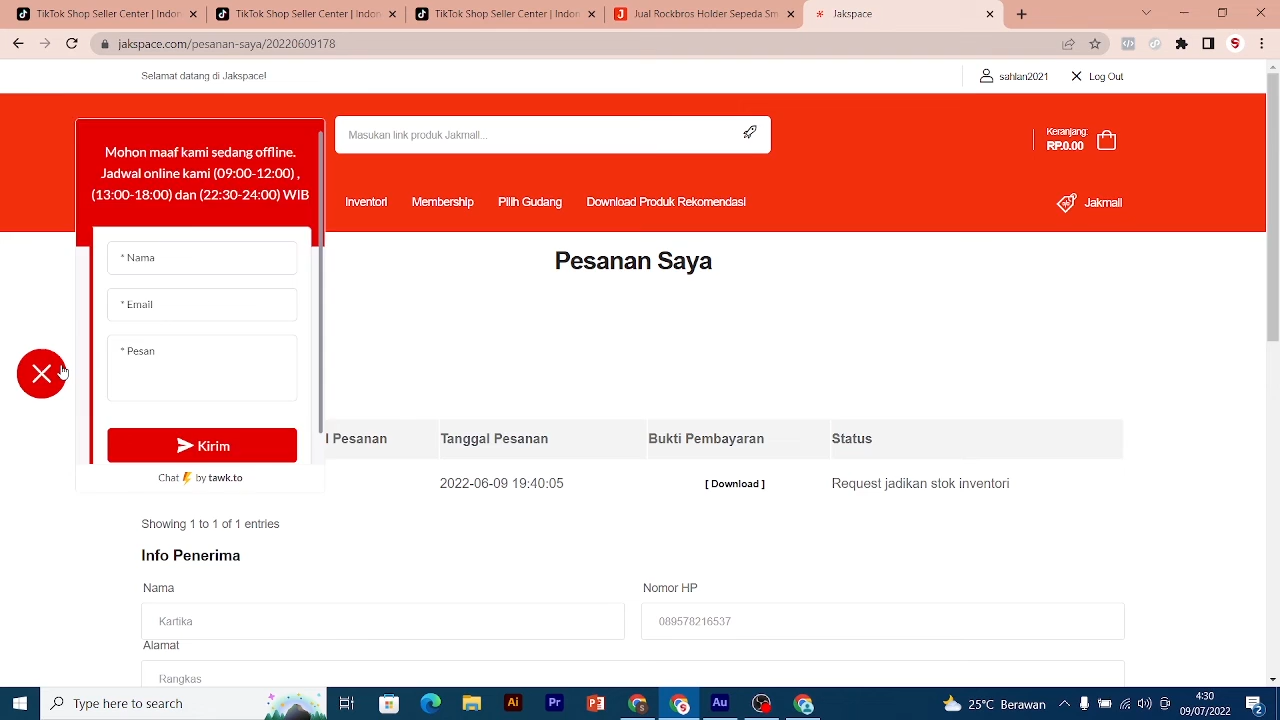 TikTok Shop Seller Center | Indon
TikTok Shop Seller Center | Indon
TikTok Shop Seller Center | Indon
Jual Rockbros Holder Sepeda Sm
Jakspace
jakspace.com/pesanan-saya/20220609178
Selamat datang di Jakspace!
sahlan2021
Log Out
Masukan link produk Jakmall...
Keranjang:
RP.0.00
Inventori
Membership
Pilih Gudang
Download Produk Rekomendasi
Jakmall
Mohon maaf kami sedang offline.
Jadwal online kami (09:00-12:00) ,
(13:00-18:00) dan (22:30-24:00) WIB
* Nama
* Email
* Pesan
Kirim
Chat by tawk.to
Pesanan Saya
l Pesanan
Tanggal Pesanan
Bukti Pembayaran
Status
2022-06-09 19:40:05
[ Download ]
Request jadikan stok inventori
Showing 1 to 1 of 1 entries
Info Penerima
Nama
Nomor HP
Kartika
089578216537
Alamat
Rangkas
Type here to search
25°C Berawan
4:30
09/07/2022
2